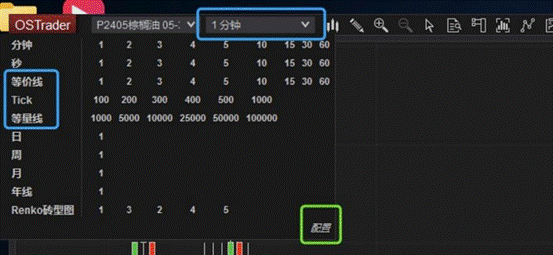 OSTrader P2405棕榈油 05- 1 分钟
分钟 1 2 3 4 5 10 15 30 60
秒 1 2 3 4 5 10 15 30 60
等价线 1 2 3 4 5 10 15 30 60
Tick 100 200 300 400 500 1000
等量线 1000 5000 10000 25000 50000 100000
日 1
周 1
月 1
年线 1
Renko砖型图 1 3 2 4 5
配置